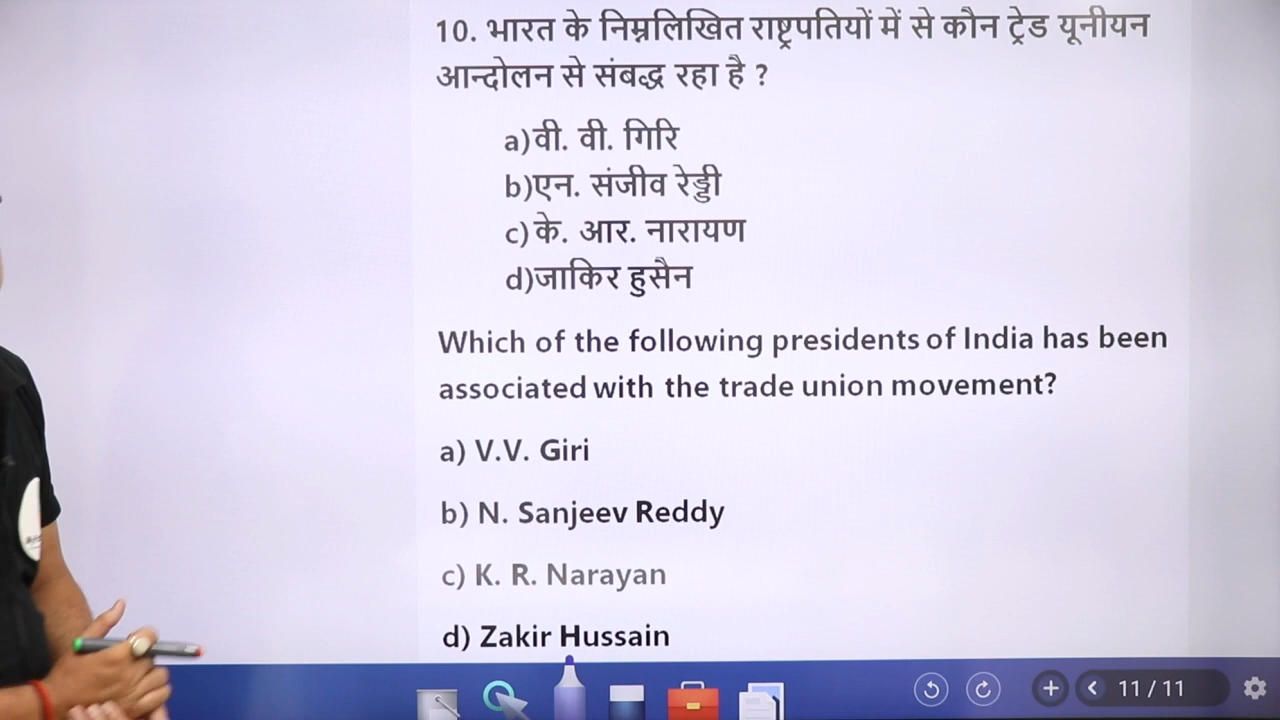 10. भारत के निम्नलिखित राष्ट्रपतियों में से कौन ट्रेड यूनीयन
आन्दोलन से संबद्ध रहा है ?
a)वी. वी. गिरि
b)एन. संजीव रेड्डी
c)के. आर. नारायण
d)जाकिर हुसैन
Which of the following presidents of India has been
associated with the trade union movement?
a) V.V. Giri
b) N. Sanjeev Reddy
c) K. R. Narayan
d) Zakir Hussain
11 / 11